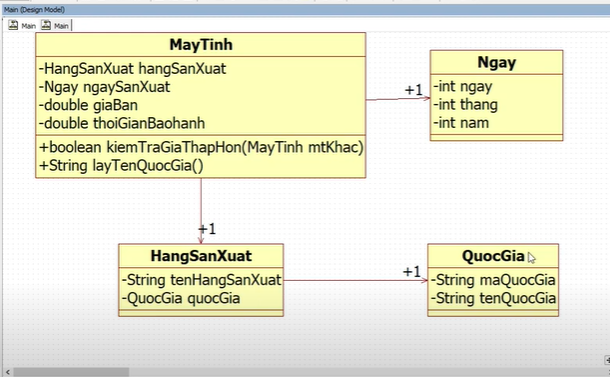 Main (Design Model)
Main
Main
MayTinh
-HangSanXuat hangSanXuat
-Ngay ngaySanXuat
-double giaBan
-double thoiGianBaohanh
+boolean kiemTraGiaThapHon(MayTinh mtKhac)
+String layTenQuocGia()
+1
Ngay
-int ngay
-int thang
-int nam
+1
HangSanXuat
-String tenHangSanXuat
-QuocGia quocGia
+1
QuocGia
-String maQuocGia
-String tenQuocGia